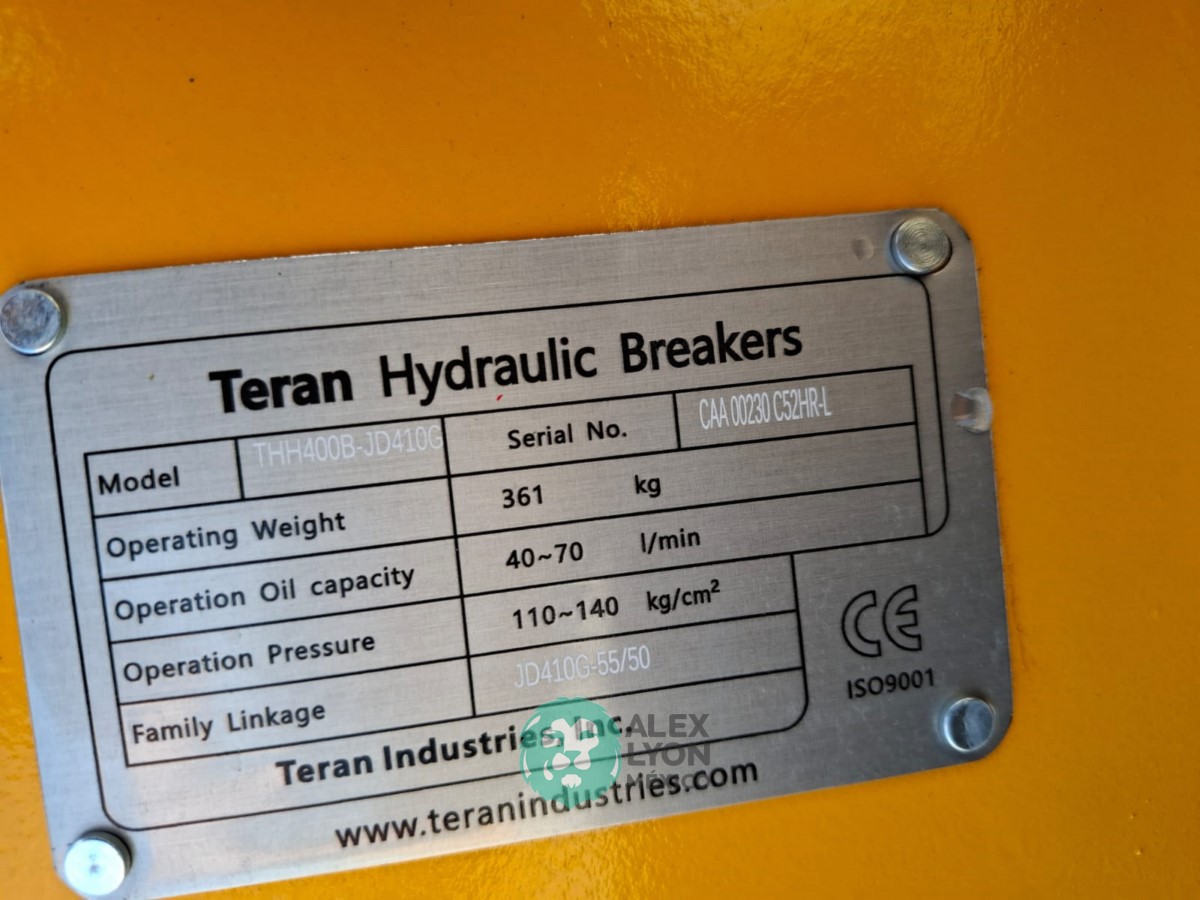 Teran Hydraulic Breakers
Model THH400B-JD410G Serial No. CAA 00230 C52HR-L
Operating Weight 361 kg
Operation Oil capacity 40~70 l/min
Operation Pressure 110~140 kg/cm²
Family Linkage JD410G-55/50
CE
ISO9001
Teran Industries, Inc.
www.teranindustries.com
ALEX
LYON
MÉXICO